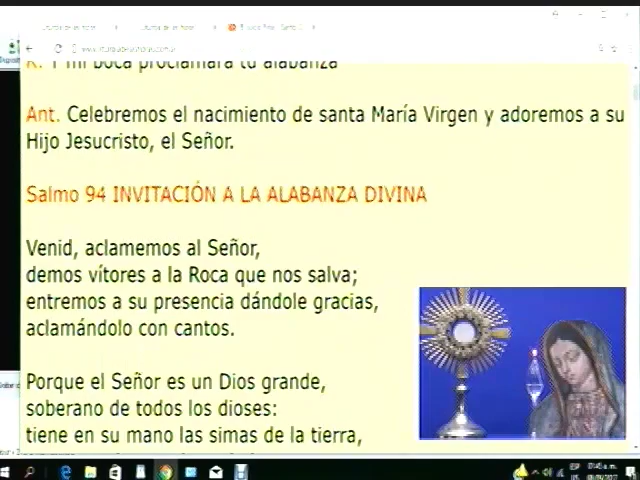 R. Y mi boca proclamará tu alabanza
Ant. Celebremos el nacimiento de santa María Virgen y adoremos a su
Hijo Jesucristo, el Señor.
Salmo 94 INVITACIÓN A LA ALABANZA DIVINA
Venid, aclamemos al Señor,
demos vítores a la Roca que nos salva;
entremos a su presencia dándole gracias,
aclamándolo con cantos.
Porque el Señor es un Dios grande,
soberano de todos los dioses:
tiene en su mano las simas de la tierra,
ESP